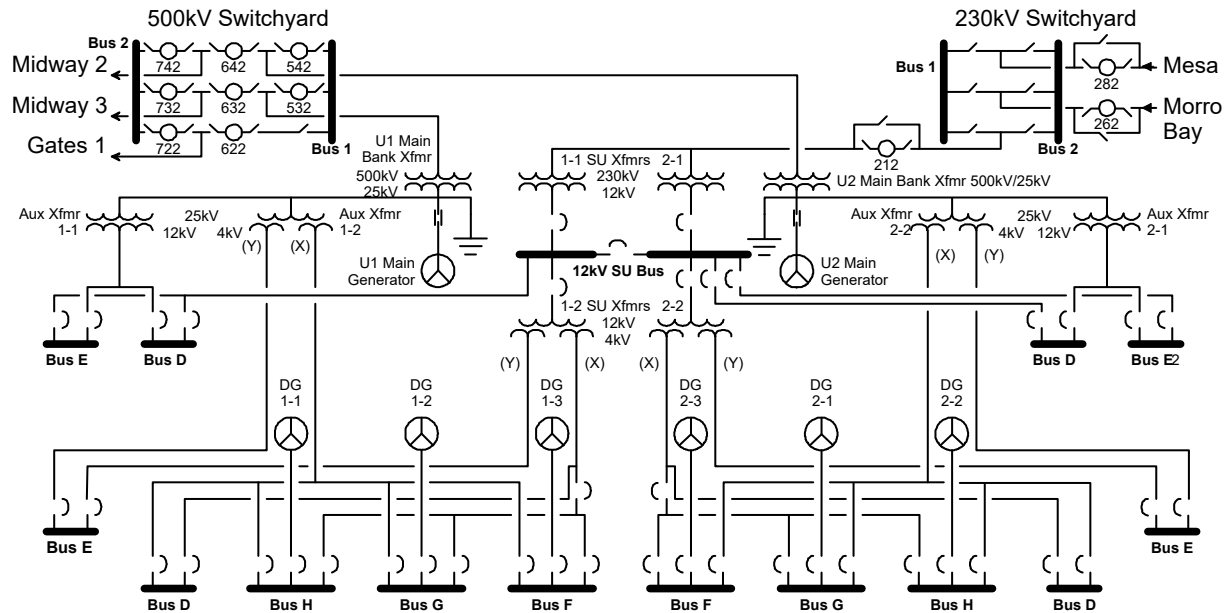 500kV Switchyard
230kV Switchyard
Bus 2
Midway 2
742 642 542
Midway 3
732 632 532
Gates 1
722 622
Bus 1
Bus 1
Mesa
282
Morro
Bay
262
Bus 2
212
U1 Main
Bank Xfmr
500kV
25kV
1-1 SU Xfmrs 2-1
230kV
12kV
U2 Main Bank Xfmr 500kV/25kV
Aux Xfmr
1-1
25kV
12kV 4kV
(Y) (X)
Aux Xfmr
1-2
U1 Main
Generator
12kV SU Bus
U2 Main
Generator
Aux Xfmr
2-2
25kV
4kV 12kV
(X) (Y)
Aux Xfmr
2-1
1-2 SU Xfmrs 2-2
12kV
4kV
(Y) (X) (X) (Y)
Bus E Bus D
Bus D Bus E2
DG
1-1
DG
1-2
DG
1-3
DG
2-3
DG
2-1
DG
2-2
Bus E
Bus E
Bus D Bus H Bus G Bus F Bus F Bus G Bus H Bus D